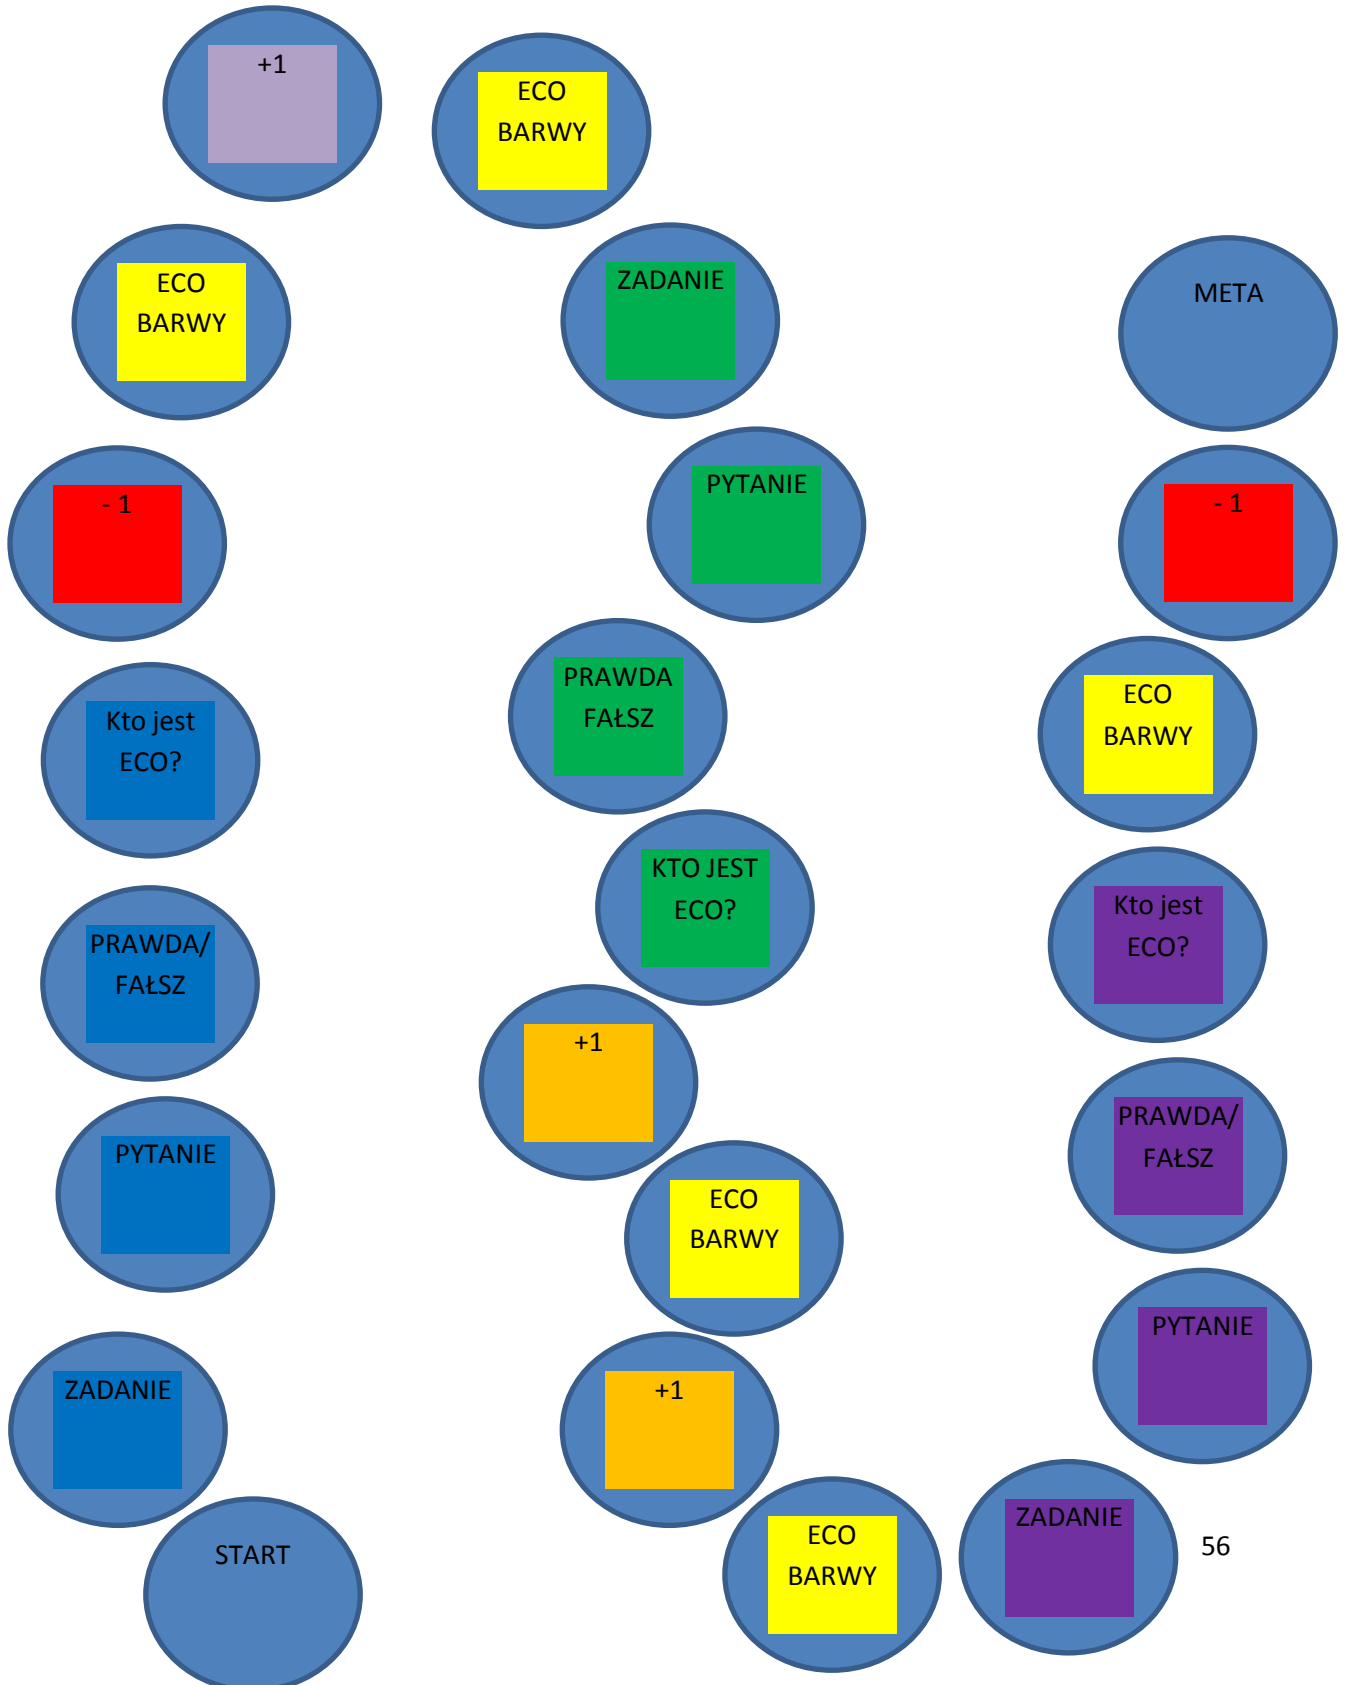 +1
ECO
BARWY
ECO
BARWY
ZADANIE
META
- 1
PYTANIE
- 1
Kto jest
ECO?
PRAWDA
FAŁSZ
ECO
BARWY
PRAWDA/
FAŁSZ
KTO JEST
ECO?
Kto jest
ECO?
PYTANIE
+1
PRAWDA/
FAŁSZ
ECO
BARWY
ZADANIE
+1
PYTANIE
START
ECO
BARWY
ZADANIE
56